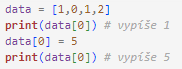 data = [1,0,1,2]
print(data[0]) # vypíše 1
data[0] = 5
print(data[0]) # vypíše 5